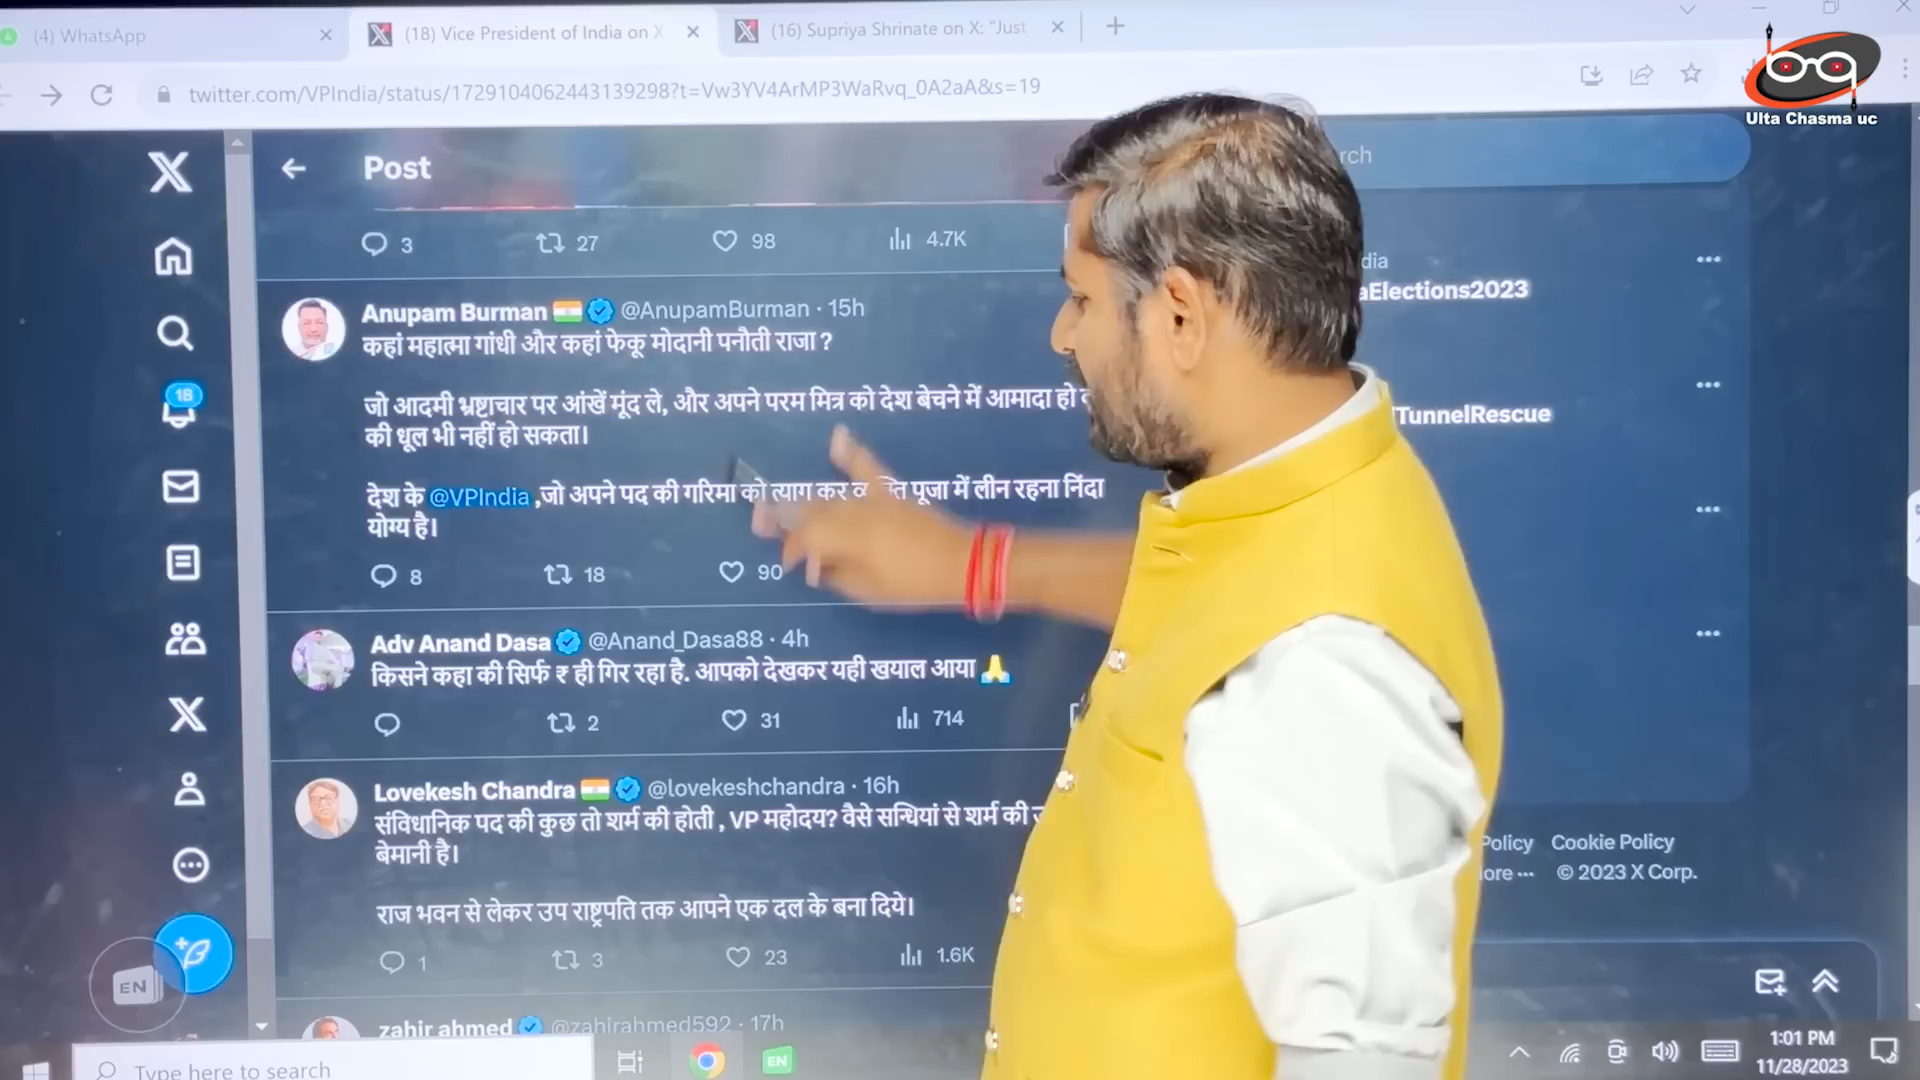 (4) WhatsApp
(18) Vice President of India on X
(16) Supriya Shrinate on X: "Just
twitter.com/VPIndia/status/1729104062443139298?t=Vw3YV4ArMP3WaRvq_0A2aA&s=19
Ulta Chasma uc
Post
3 27 98 4.7K
Anupam Burman @AnupamBurman · 15h
कहां महात्मा गांधी और कहां फेकू मोदानी पनौती राजा ?
जो आदमी भ्रष्टाचार पर आंखें मूंद ले, और अपने परम मित्र को देश बेचने में आमादा हो
की धूल भी नहीं हो सकता।
देश के @VPIndia ,जो अपने पद की गरिमा को त्याग कर पूजा में लीन रहना निंदा
योग्य है।
8 18 90
Adv Anand Dasa @Anand_Dasa88 · 4h
किसने कहा की सिर्फ ₹ ही गिर रहा है. आपको देखकर यही खयाल आया 🙏
2 31 714
Lovekesh Chandra @lovekeshchandra · 16h
संविधानिक पद की कुछ तो शर्म की होती , VP महोदय? वैसे सन्धियां से शर्म की
बेमानी है।
राज भवन से लेकर उप राष्ट्रपति तक आपने एक दल के बना दिये।
1 3 23 1.6K
zahir ahmed @zahirahmed592 · 17h
18
aElections2023
TunnelRescue
Policy Cookie Policy
© 2023 X Corp.
EN
Type here to search
EN
1:01 PM
11/28/2023